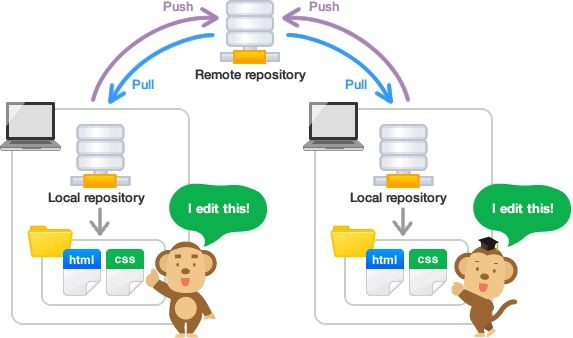 Push
Push
Pull
Pull
Remote repository
Local repository
Local repository
I edit this!
I edit this!
html
css
html
css